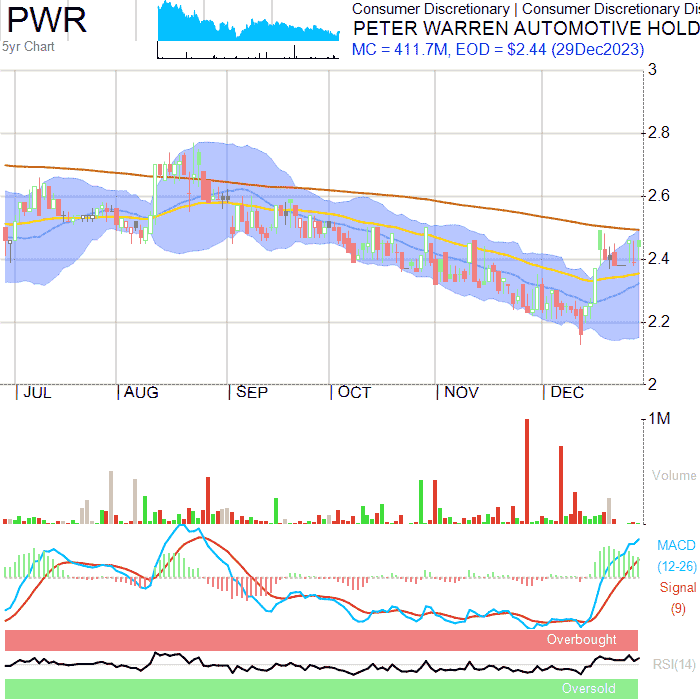 PWR
5yr Chart
Consumer Discretionary | Consumer Discretionary Dis
PETER WARREN AUTOMOTIVE HOLD
MC = 411.7M, EOD = $2.44 (29Dec2023)
3
2.8
2.6
2.4
2.2
2
JUL AUG SEP OCT NOV DEC
1M
Volume
MACD
(12-26)
Signal
(9)
Overbought
RSI(14)
Oversold